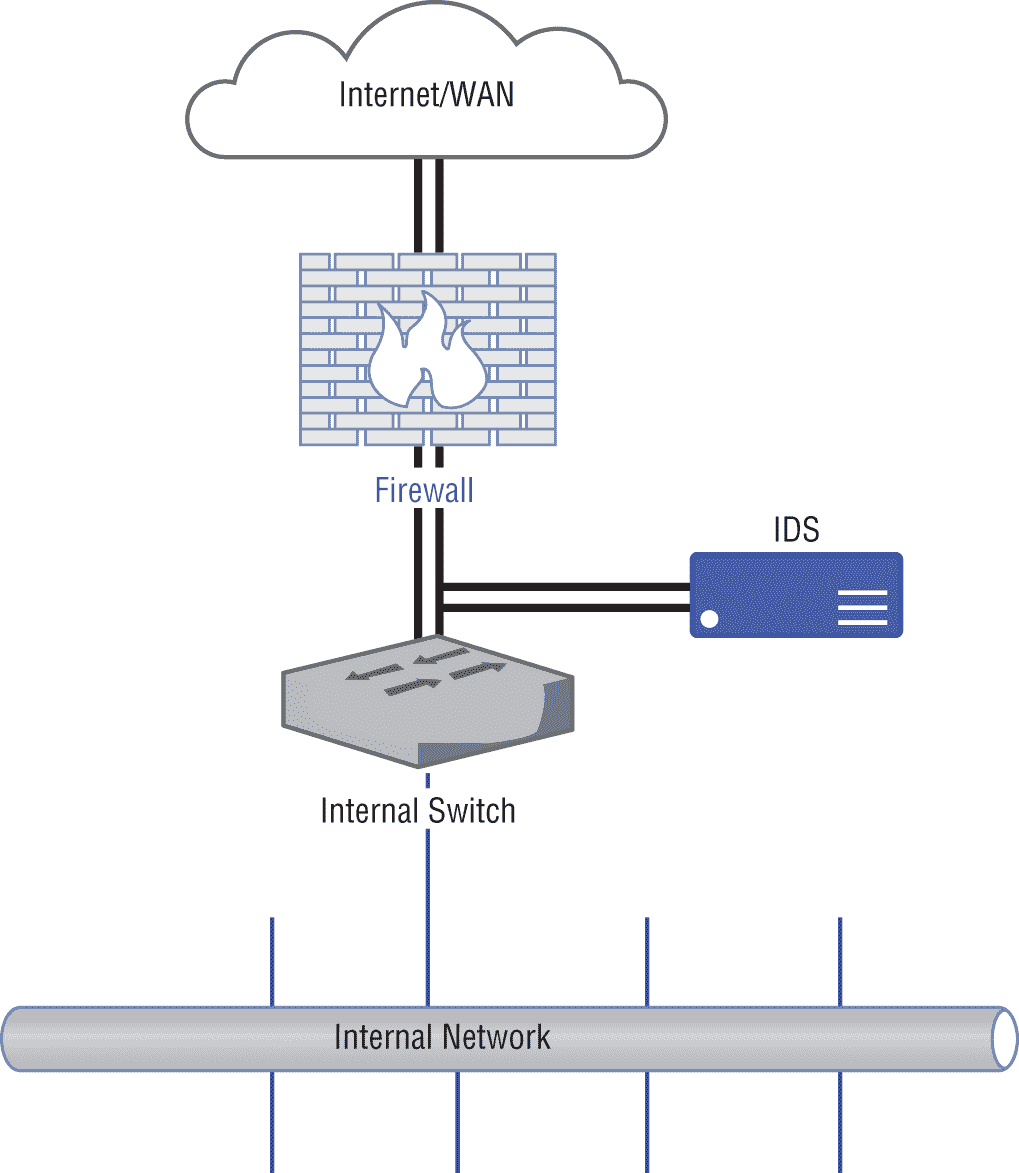 Internet/WAN
Firewall
IDS
Internal Switch
Internal Network